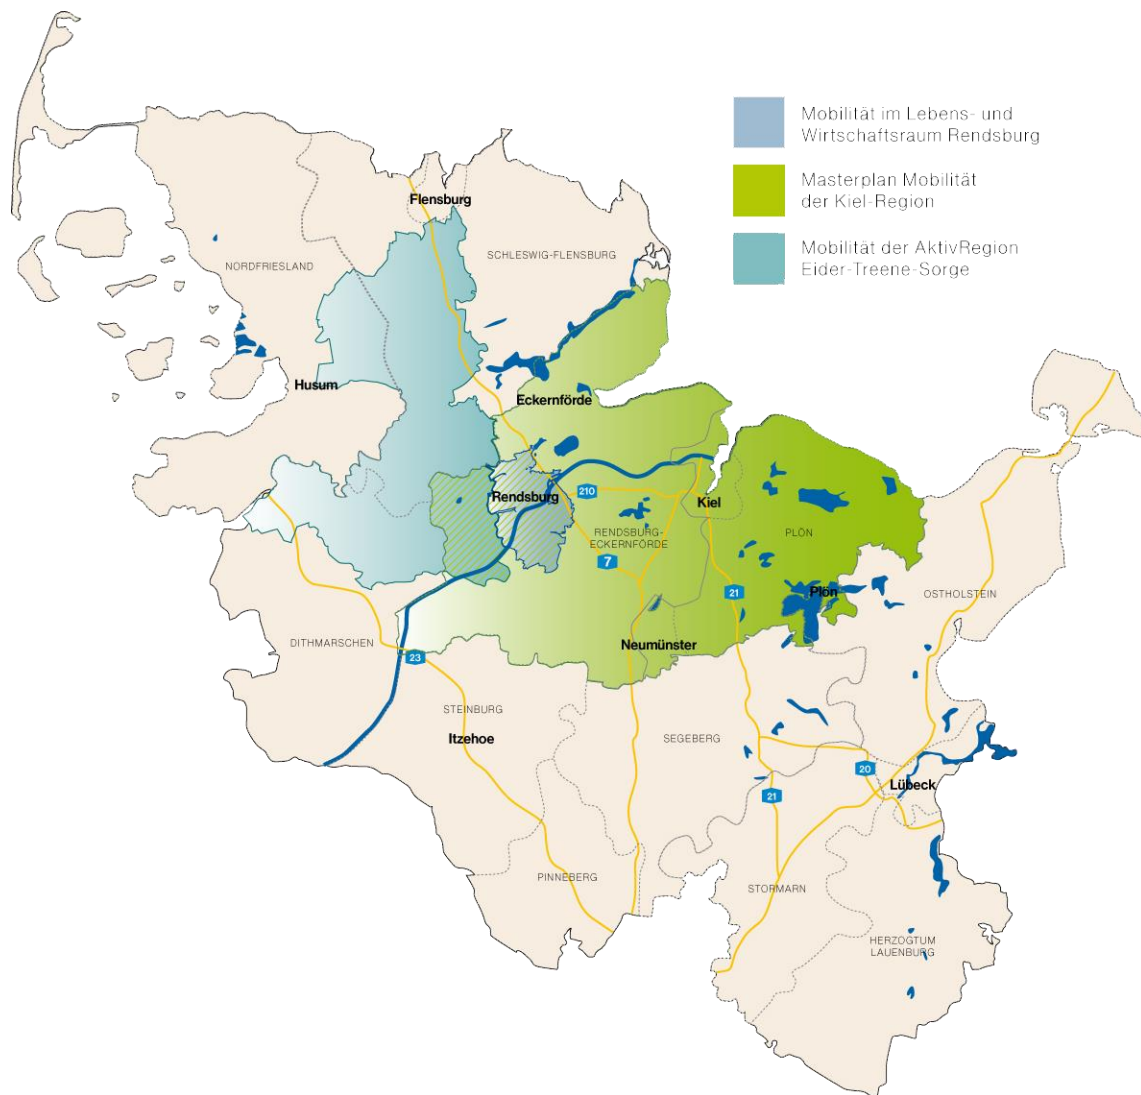 Mobilität im Lebens- und
Wirtschaftsraum Rendsburg
Masterplan Mobilität
der Kiel-Region
Mobilität der AktivRegion
Eider-Treene-Sorge
Flensburg
SCHLESWIG-FLENSBURG
NORDFRIESLAND
Husum
Eckernförde
Rendsburg
210
Kiel
RENDSBURG-
ECKERNFÖRDE
PLÖN
7
21
Plön
OSTHOLSTEIN
DITHMARSCHEN
Neumünster
23
STEINBURG
Itzehoe
SEGEBERG
20
Lübeck
21
PINNEBERG
STORMARN
HERZOGTUM
LAUENBURG